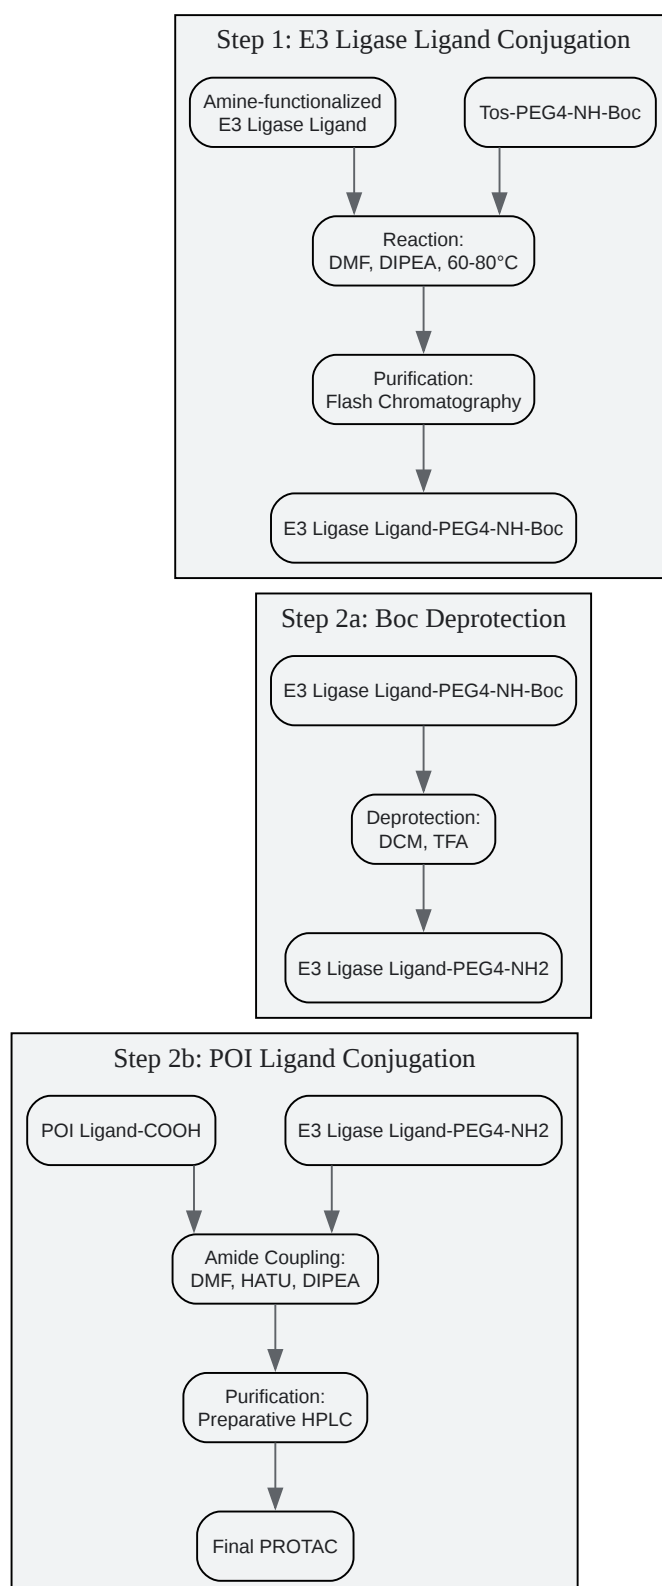 Step 1: E3 Ligase Ligand Conjugation
Amine-functionalized
E3 Ligase Ligand
Tos-PEG4-NH-Boc
Reaction:
DMF, DIPEA, 60-80°C
Purification:
Flash Chromatography
E3 Ligase Ligand-PEG4-NH-Boc
Step 2a: Boc Deprotection
E3 Ligase Ligand-PEG4-NH-Boc
Deprotection:
DCM, TFA
E3 Ligase Ligand-PEG4-NH2
Step 2b: POI Ligand Conjugation
POI Ligand-COOH
E3 Ligase Ligand-PEG4-NH2
Amide Coupling:
DMF, HATU, DIPEA
Purification:
Preparative HPLC
Final PROTAC